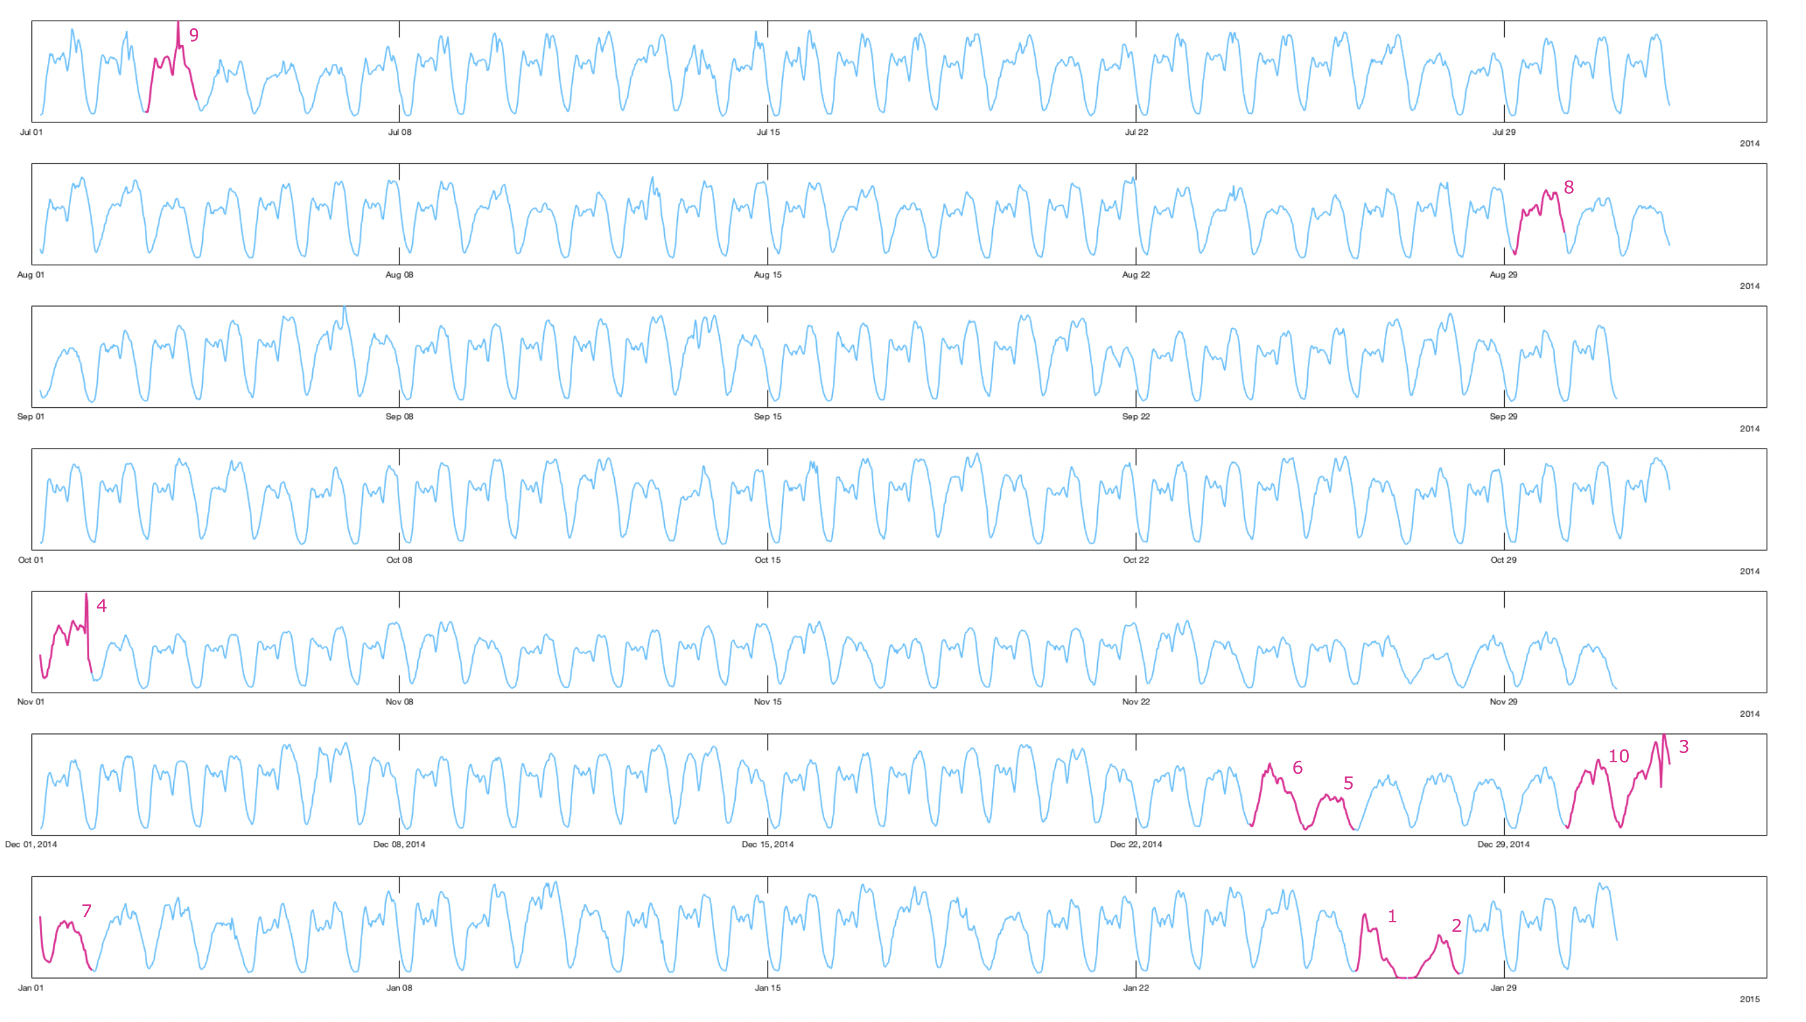 9
Jul 01 Jul 08 Jul 15 Jul 22 Jul 29
2014
8
Aug 01 Aug 08 Aug 15 Aug 22 Aug 29
2014
Sep 01 Sep 08 Sep 15 Sep 22 Sep 29
2014
Oct 01 Oct 08 Oct 15 Oct 22 Oct 29
2014
4
Nov 01 Nov 08 Nov 15 Nov 22 Nov 29
2014
6 5 10 3
Dec 01, 2014 Dec 08, 2014 Dec 15, 2014 Dec 22, 2014 Dec 29, 2014
7 1 2
Jan 01 Jan 08 Jan 15 Jan 22 Jan 29
2015